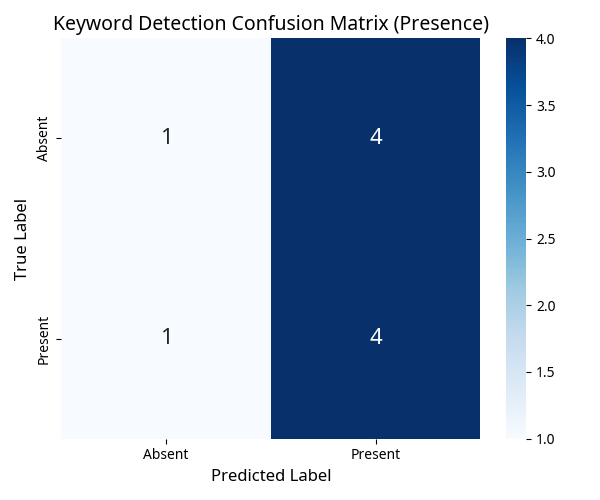 Keyword Detection Confusion Matrix (Presence)
True Label
Absent
Present
1
4
1
4
Absent
Present
Predicted Label
4.0
3.5
3.0
2.5
2.0
1.5
1.0